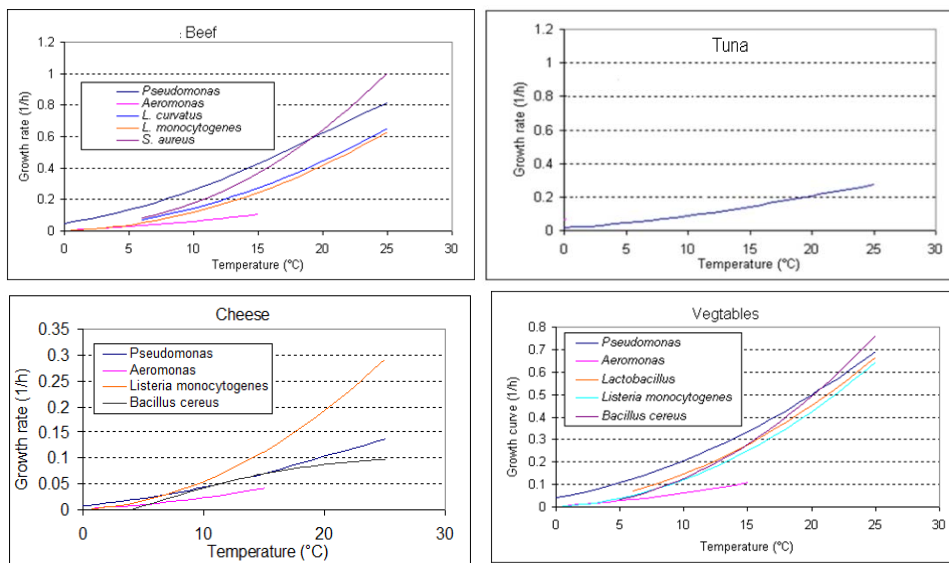 : Beef
1.2
1
0.8
0.6
0.4
0.2
0
Growth rate (1/h)
Pseudomonas
Aeromonas
L. curvatus
L. monocytogenes
S. aureus
0 5 10 15 20 25 30
Temperature (°C)
Tuna
1.2
1
0.8
0.6
0.4
0.2
0
Growth rate (1/h)
0 5 10 15 20 25 30
Temperature (°C)
Cheese
0.35
0.3
0.25
0.2
0.15
0.1
0.05
0
Growth rate (1/h)
Pseudomonas
Aeromonas
Listeria monocytogenes
Bacillus cereus
0 10 20 30
Temperature (°C)
Vegtables
0.8
0.7
0.6
0.5
0.4
0.3
0.2
0.1
0
Growth curve (1/h)
Pseudomonas
Aeromonas
Lactobacillus
Listeria monocytogenes
Bacillus cereus
0 5 10 15 20 25 30
Temperature (°C)